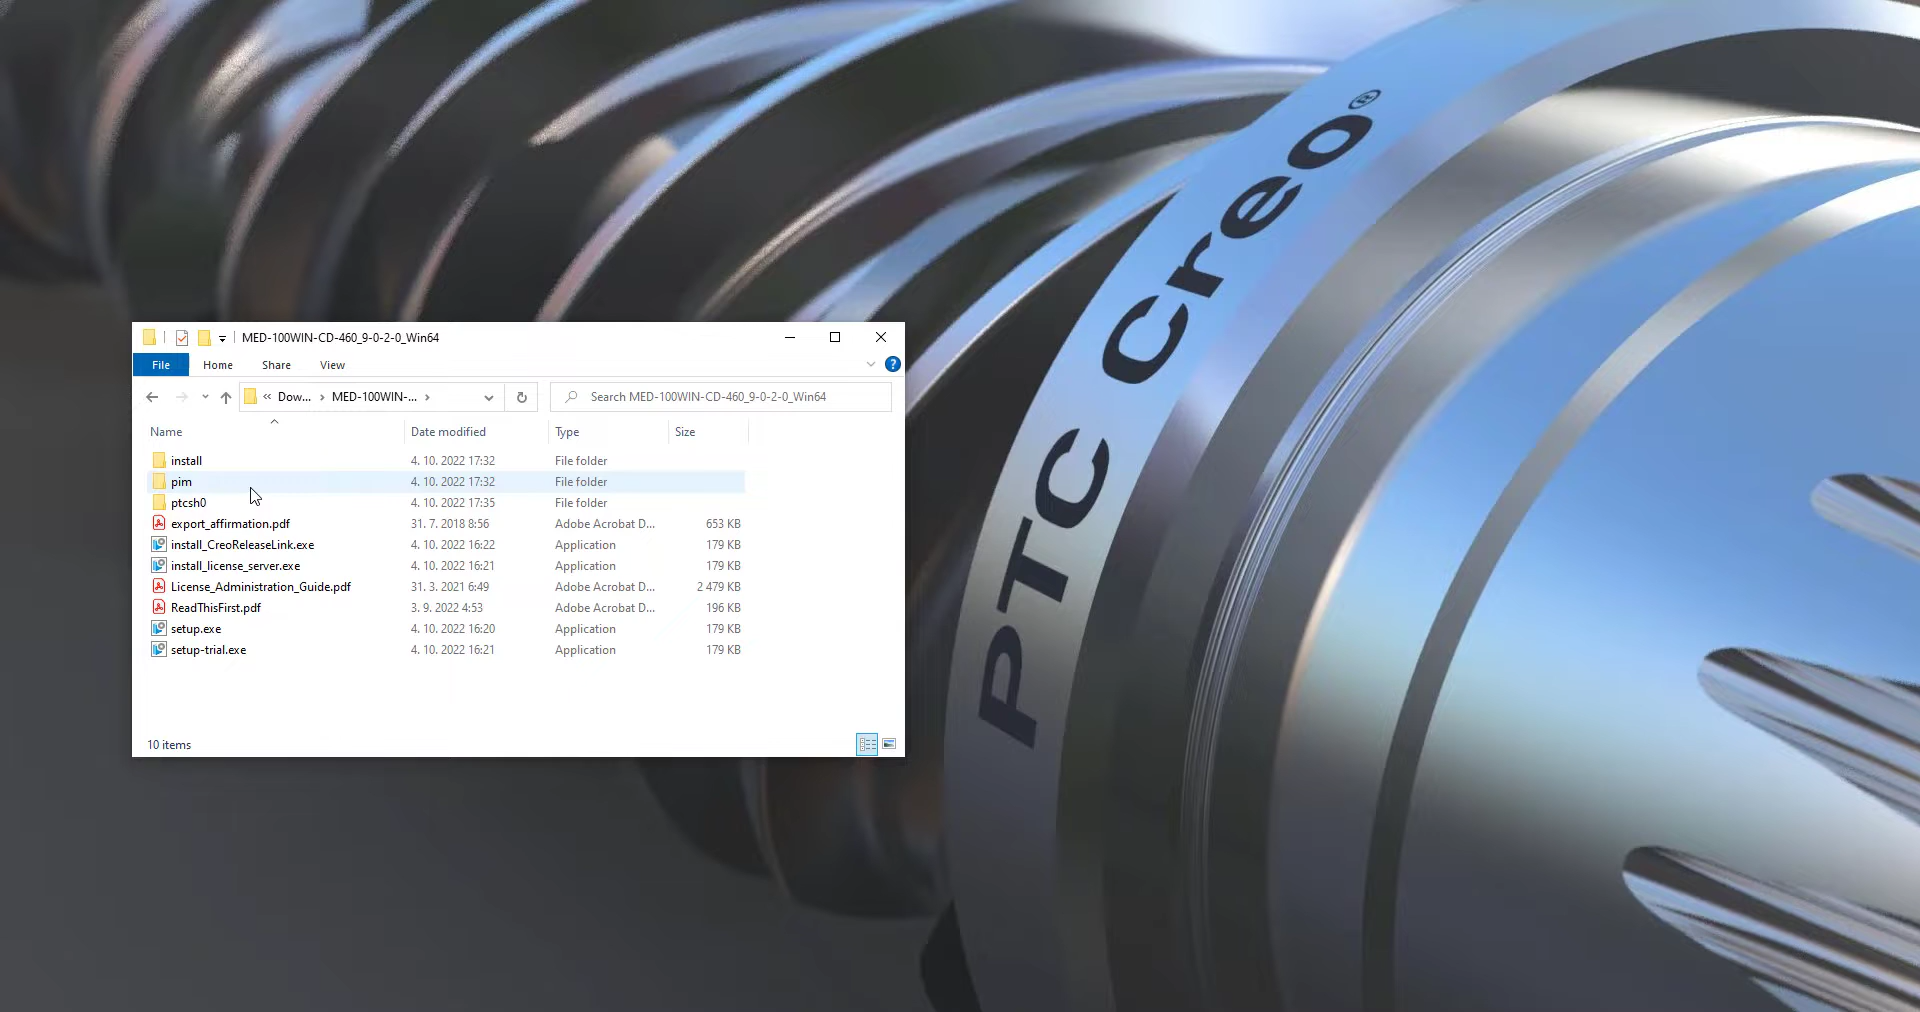 MED-100WIN-CD-460_9-0-2-0_Win64
File Home Share View ?
« Dow... › MED-100WIN-... › Search MED-100WIN-CD-460_9-0-2-0_Win64
Name Date modified Type Size
install 4. 10. 2022 17:32 File folder
pim 4. 10. 2022 17:32 File folder
ptcsh0 4. 10. 2022 17:35 File folder
export_affirmation.pdf 31. 7. 2018 8:56 Adobe Acrobat D... 653 KB
install_CreoReleaseLink.exe 4. 10. 2022 16:22 Application 179 KB
install_license_server.exe 4. 10. 2022 16:21 Application 179 KB
License_Administration_Guide.pdf 31. 3. 2021 6:49 Adobe Acrobat D... 2 479 KB
ReadThisFirst.pdf 3. 9. 2022 4:53 Adobe Acrobat D... 196 KB
setup.exe 4. 10. 2022 16:20 Application 179 KB
setup-trial.exe 4. 10. 2022 16:21 Application 179 KB
10 items
PTC Creo®